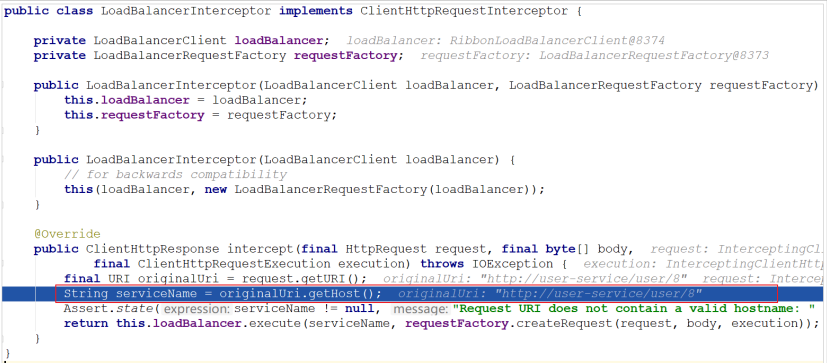 public class LoadBalancerInterceptor implements ClientHttpRequestInterceptor {
private LoadBalancerClient loadBalancer; loadBalancer: RibbonLoadBalancerClient@8374
private LoadBalancerRequestFactory requestFactory; requestFactory: LoadBalancerRequestFactory@8373
public LoadBalancerInterceptor(LoadBalancerClient loadBalancer, LoadBalancerRequestFactory requestFactory)
this.loadBalancer = loadBalancer;
this.requestFactory = requestFactory;
}
public LoadBalancerInterceptor(LoadBalancerClient loadBalancer) {
// for backwards compatibility
this(loadBalancer, new LoadBalancerRequestFactory(loadBalancer));
}
@Override
public ClientHttpResponse intercept(final HttpRequest request, final byte[] body, request: InterceptingCli
final ClientHttpRequestExecution execution) throws IOException { execution: InterceptingClientHttp
final URI originalUri = request.getURI(); originalUri: "http://user-service/user/8" request: Intercep
String serviceName = originalUri.getHost(); originalUri: "http://user-service/user/8"
Assert.state( expression: serviceName != null, message: "Request URI does not contain a valid hostname: "
return this.loadBalancer.execute(serviceName, requestFactory.createRequest(request, body, execution));
}
}